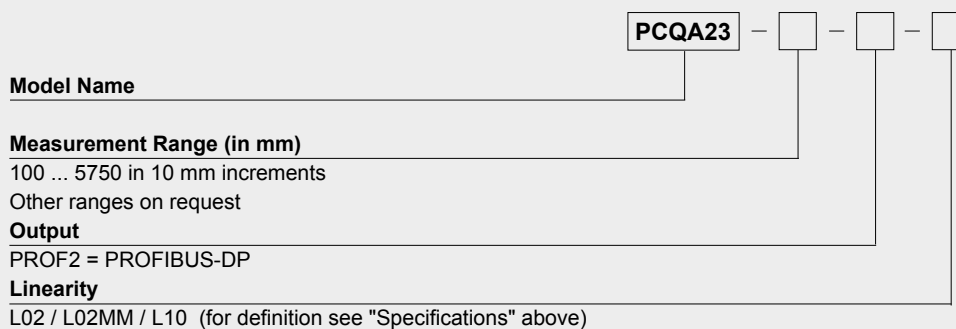 PCQA23 – –  –
Model Name
Measurement Range (in mm)
100 ... 5750 in 10 mm increments
Other ranges on request
Output
PROF2 = PROFIBUS-DP
Linearity
L02 / L02MM / L10 (for definition see "Specifications" above)